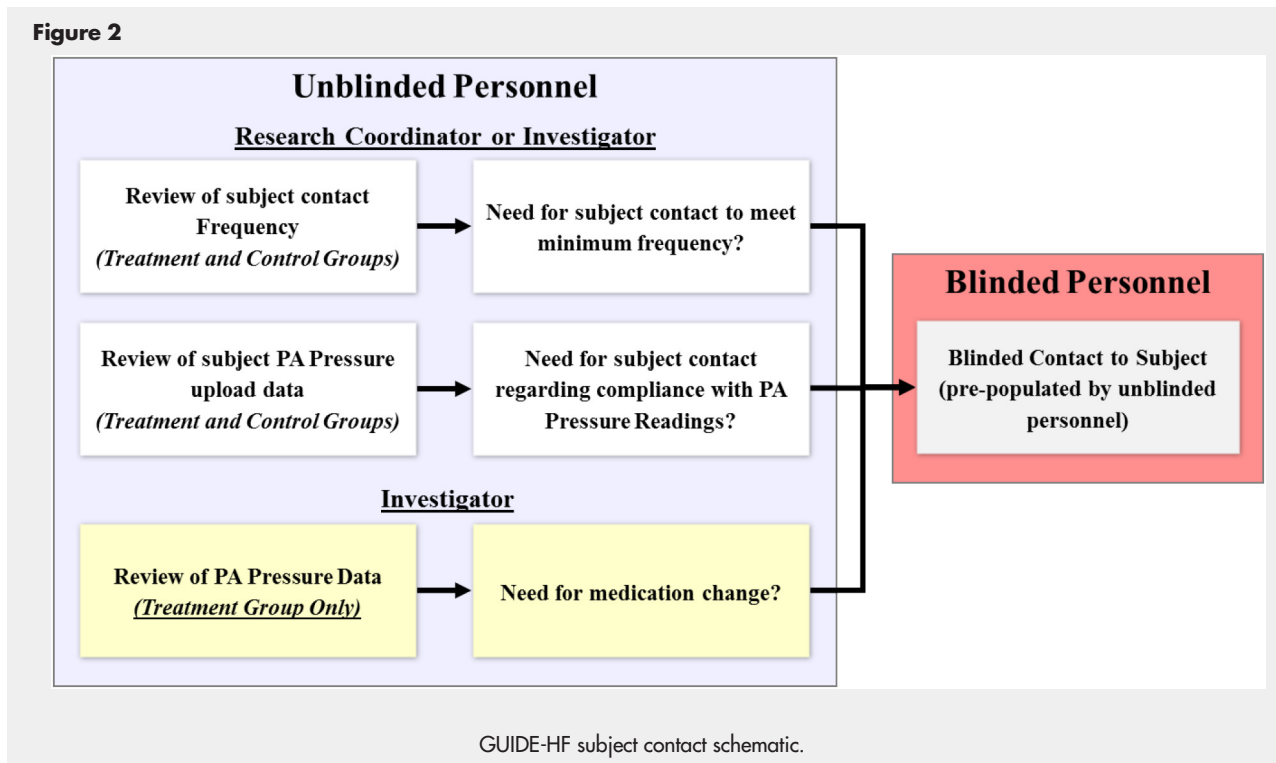 Figure 2
Unblinded Personnel
Research Coordinator or Investigator
Review of subject contact
Frequency
(Treatment and Control Groups)
Need for subject contact to meet
minimum frequency?
Review of subject PA Pressure
upload data
(Treatment and Control Groups)
Need for subject contact
regarding compliance with PA
Pressure Readings?
Investigator
Review of PA Pressure Data
(Treatment Group Only)
Need for medication change?
Blinded Personnel
Blinded Contact to Subject
(pre-populated by unblinded
personnel)
GUIDE-HF subject contact schematic.